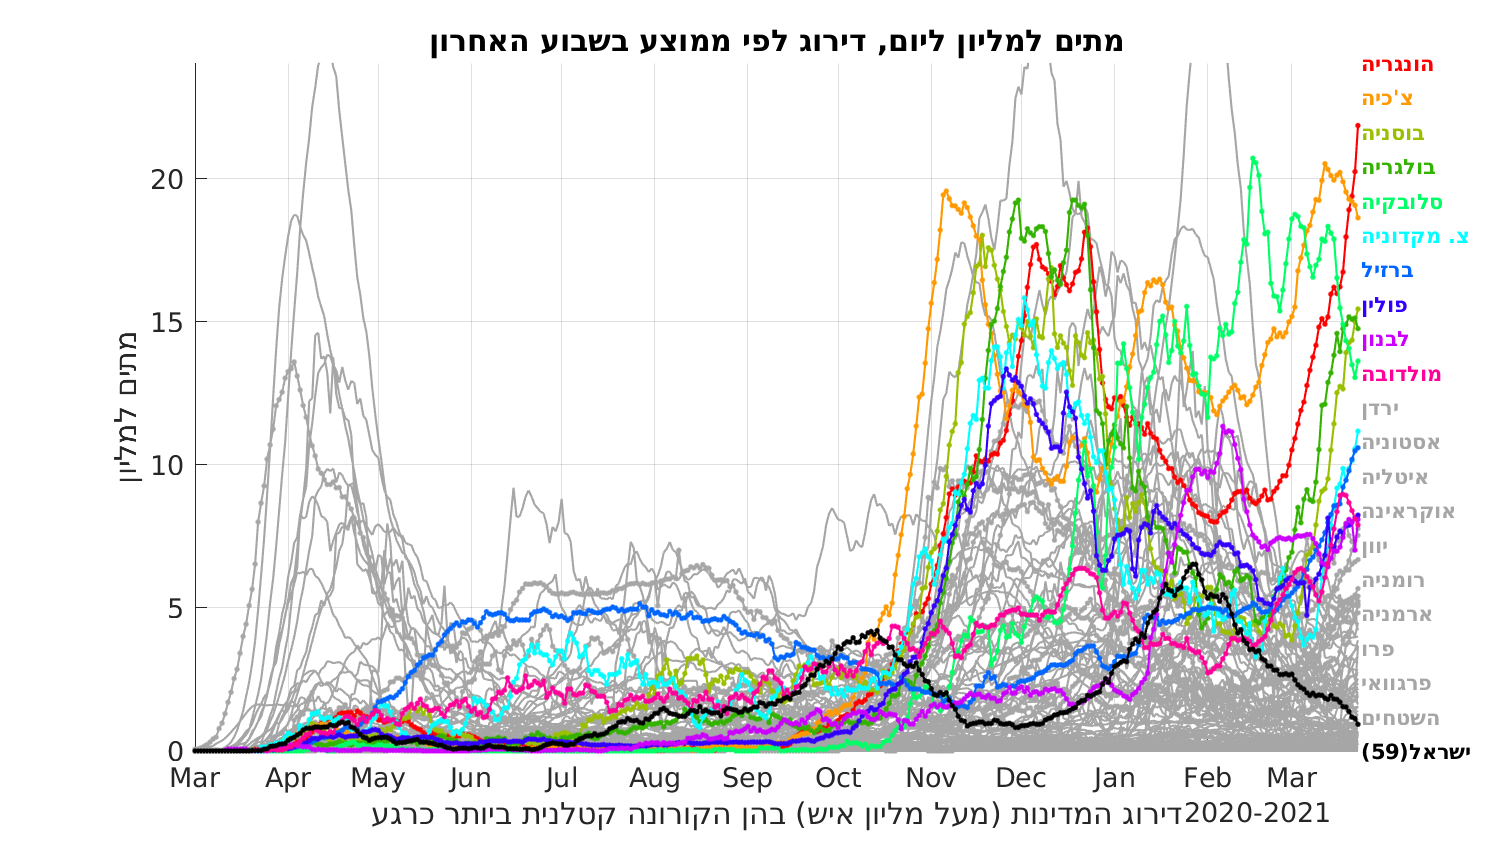 מתים למליון ליום, דירוג לפי ממוצע בשבוע האחרון
מתים למליון
20
15
10
5
0
Mar Apr May Jun Jul Aug Sep Oct Nov Dec Jan Feb Mar
דירוג המדינות (מעל מליון איש) בהן הקורונה קטלנית ביותר כרגע2020-2021
הונגריה
צ'כיה
בוסניה
בולגריה
סלובקיה
צ. מקדוניה
ברזיל
פולין
לבנון
מולדובה
ירדן
אסטוניה
איטליה
אוקראינה
יוון
רומניה
ארמניה
פרו
פרגוואי
השטחים
ישראל(59)